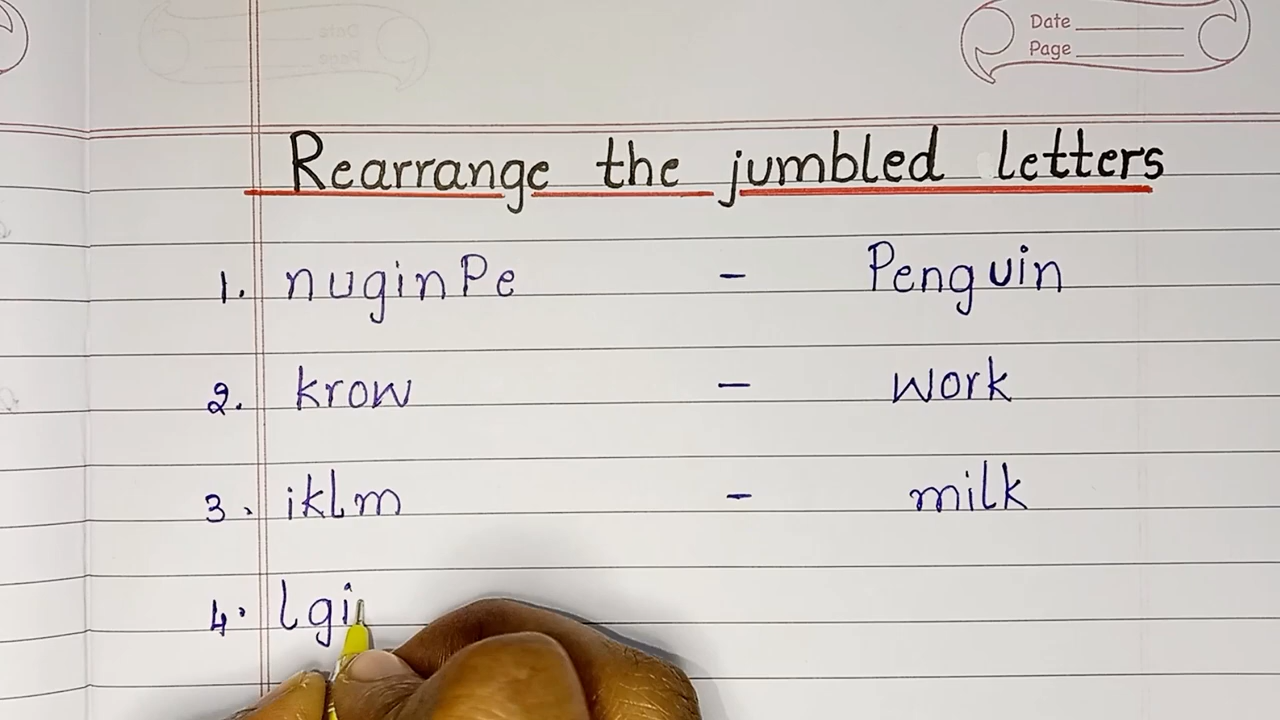 Date
Page
Rearrange the jumbled letters
1. nuginPe - Penguin
2. krow - work
3. iklm - milk
4. lgi